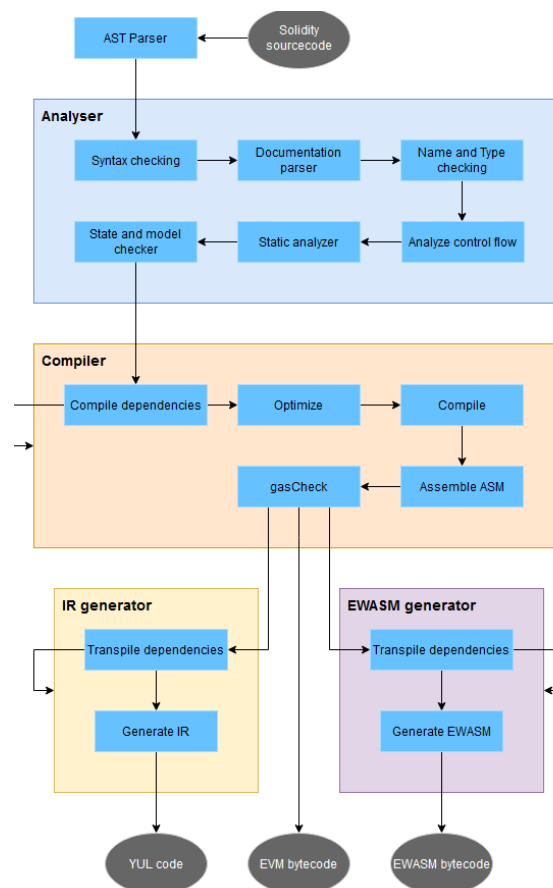 AST Parser
Solidity
sourcecode
Analyser
Syntax checking
Documentation
parser
Name and Type
checking
State and model
checker
Static analyzer
Analyze control flow
Compiler
Compile dependencies
Optimize
Compile
gasCheck
Assemble ASM
IR generator
EWASM generator
Transpile dependencies
Transpile dependencies
Generate IR
Generate EWASM
YUL code
EVM bytecode
EWASM bytecode